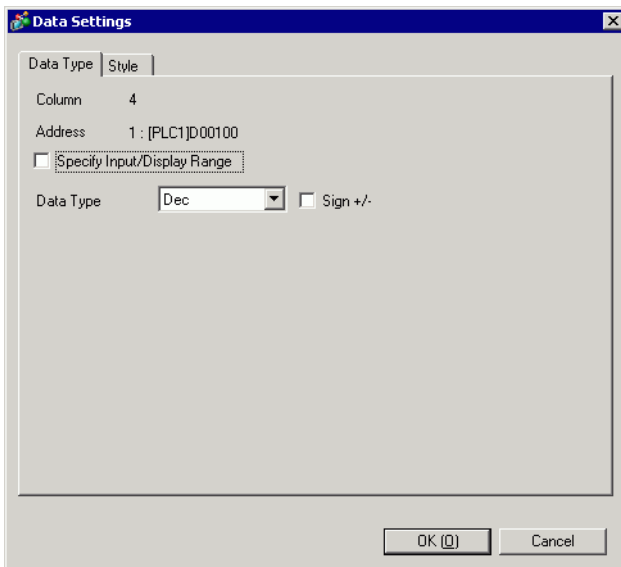 Data Settings
Data Type Style
Column 4
Address 1 : [PLC1]D00100
Specify Input/Display Range
Data Type Dec Sign +/-
OK (O) Cancel